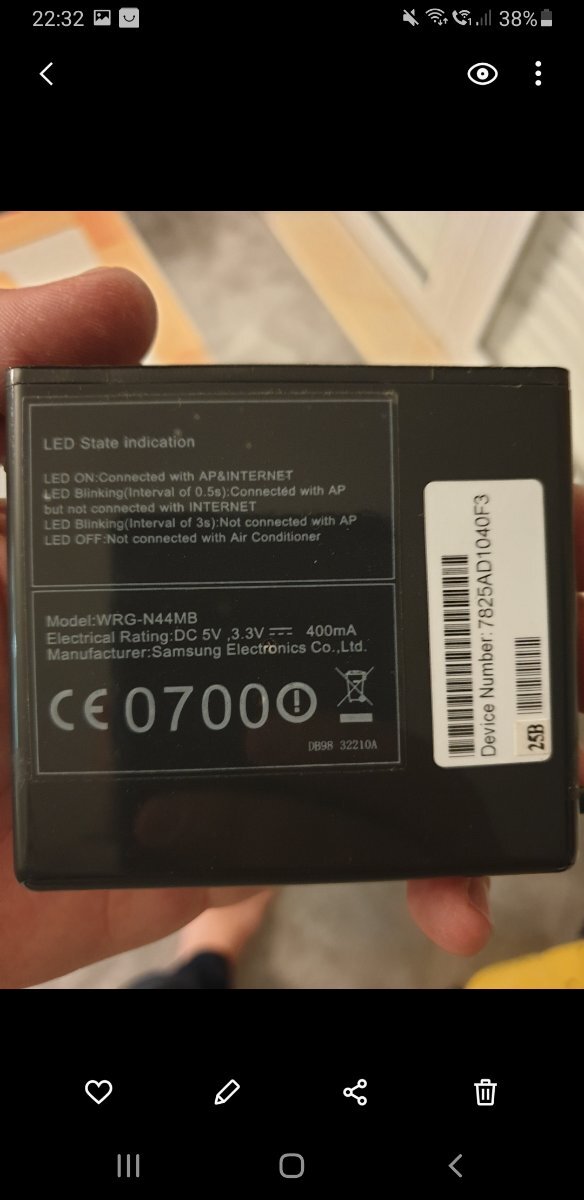 22:32
38%
LED State indication
LED ON:Connected with AP&INTERNET
LED Blinking(Interval of 0.5s):Connected with AP
but not connected with INTERNET
LED Blinking(Interval of 3s):Not connected with AP
LED OFF:Not connected with Air Conditioner
Model:WRG-N44MB
Electrical Rating:DC 5V ,3.3V 400mA
Manufacturer:Samsung Electronics Co.,Ltd.
CE 0700
DB98 32210A
Device Number: 7825AD1040F3
25B